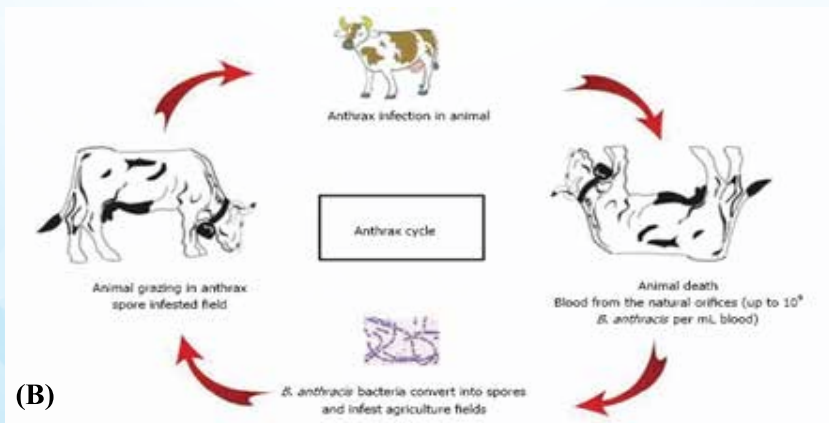 Anthrax infection in animal
Anthrax cycle
Animal grazing in anthrax
spore infested field
Animal death
Blood from the natural orifices (up to 10⁹
B. anthracis per mL blood)
B. anthracis bacteria convert into spores
and infest agriculture fields
(B)